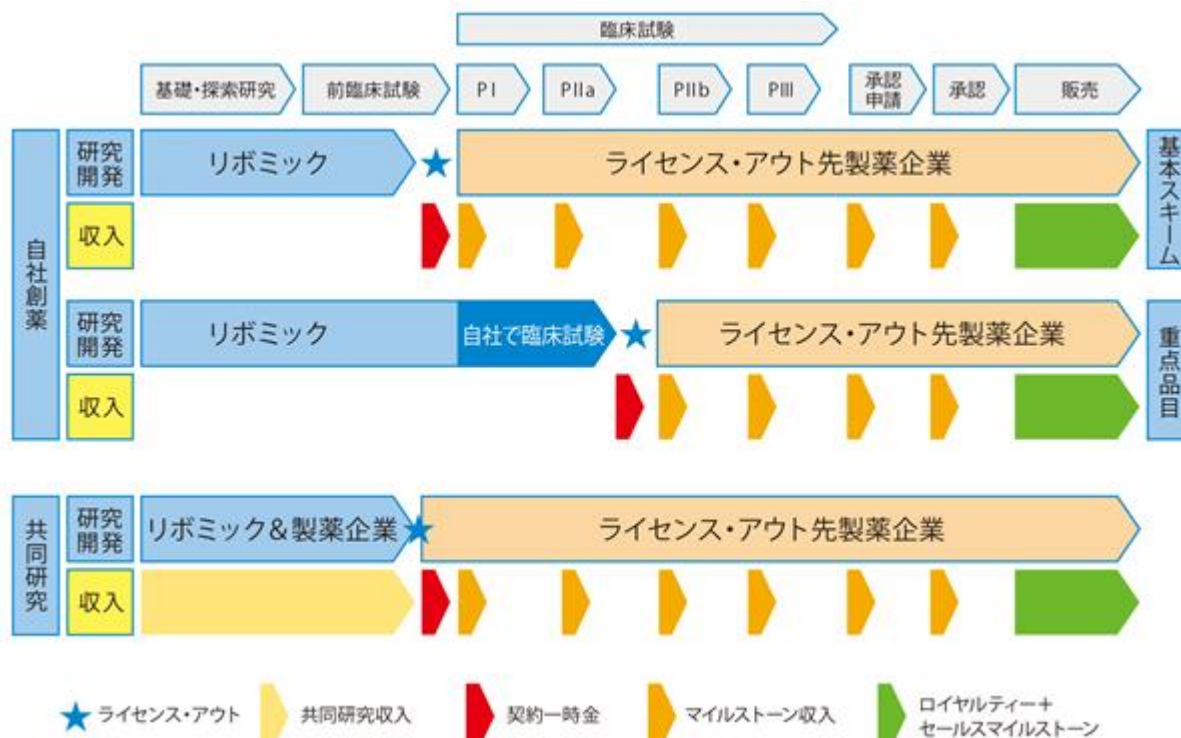 臨床試験
基礎・探索研究
前臨床試験
PⅠ
PⅡa
PⅡb
PⅢ
承認
申請
承認
販売
自社創薬
研究
開発
リボミック
ライセンス・アウト先製薬企業
基本スキーム
収入
研究
開発
リボミック
自社で臨床試験
ライセンス・アウト先製薬企業
重点品目
収入
共同研究
研究
開発
リボミック&製薬企業
ライセンス・アウト先製薬企業
収入
ライセンス・アウト
共同研究収入
契約一時金
マイルストーン収入
ロイヤルティー+
セールスマイルストーン